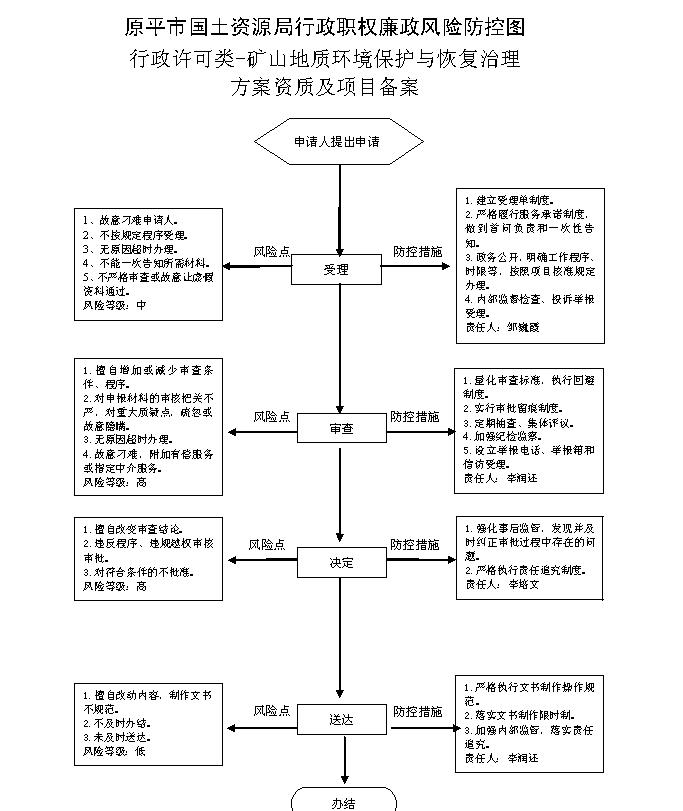 原平市国土资源局行政职权廉政风险防控图
行政许可类-矿山地质环境保护与恢复治理
方案资质及项目备案
申请人提出申请
1、故意刁难申请人。
2、不按规定程序受理。
3、无原因超时办理。
4、不能一次告知所需材料。
5、不严格审查或故意让虚假
资料通过。
风险等级：中
风险点
受理
防控措施
1. 建立受理单制度。
2. 严格履行服务承诺制度，
做到首问负责和一次性告
知。
3. 政务公开，明确工作程序、
时限等，按照项目核准规定
办理。
4. 内部监督检查、投诉举报
受理。
责任人：邹巍霞
1. 擅自增加或减少审查条
件、程序。
2. 对申报材料的审核把关不
严，对重大质疑点，疏忽或
故意隐瞒。
3. 无原因超时办理。
4. 故意刁难，附加有偿服务
或指定中介服务。
风险等级：高
风险点
审查
防控措施
1. 量化审查标准，执行回避
制度。
2. 实行审批留痕制度。
3. 定期抽查、集体评议。
4. 加强纪检监察。
5. 设立举报电话、举报箱和
信访受理。
责任人：李润还
1. 擅自改变审查结论。
2. 违反程序、违规越权审核
审批。
3. 对符合条件的不批准。
风险等级：高
风险点
决定
防控措施
1. 强化事后监管，发现并及
时纠正审批过程中存在的问
题。
2. 严格执行责任追究制度。
责任人：李培文
1. 擅自改动内容，制作文书
不规范。
2. 不及时办结。
3. 未及时送达。
风险等级：低
风险点
送达
防控措施
1. 严格执行文书制作操作规
范。
2. 落实文书制作限时制。
3. 加强内部监管，落实责任
追究。
责任人：李润还
办结